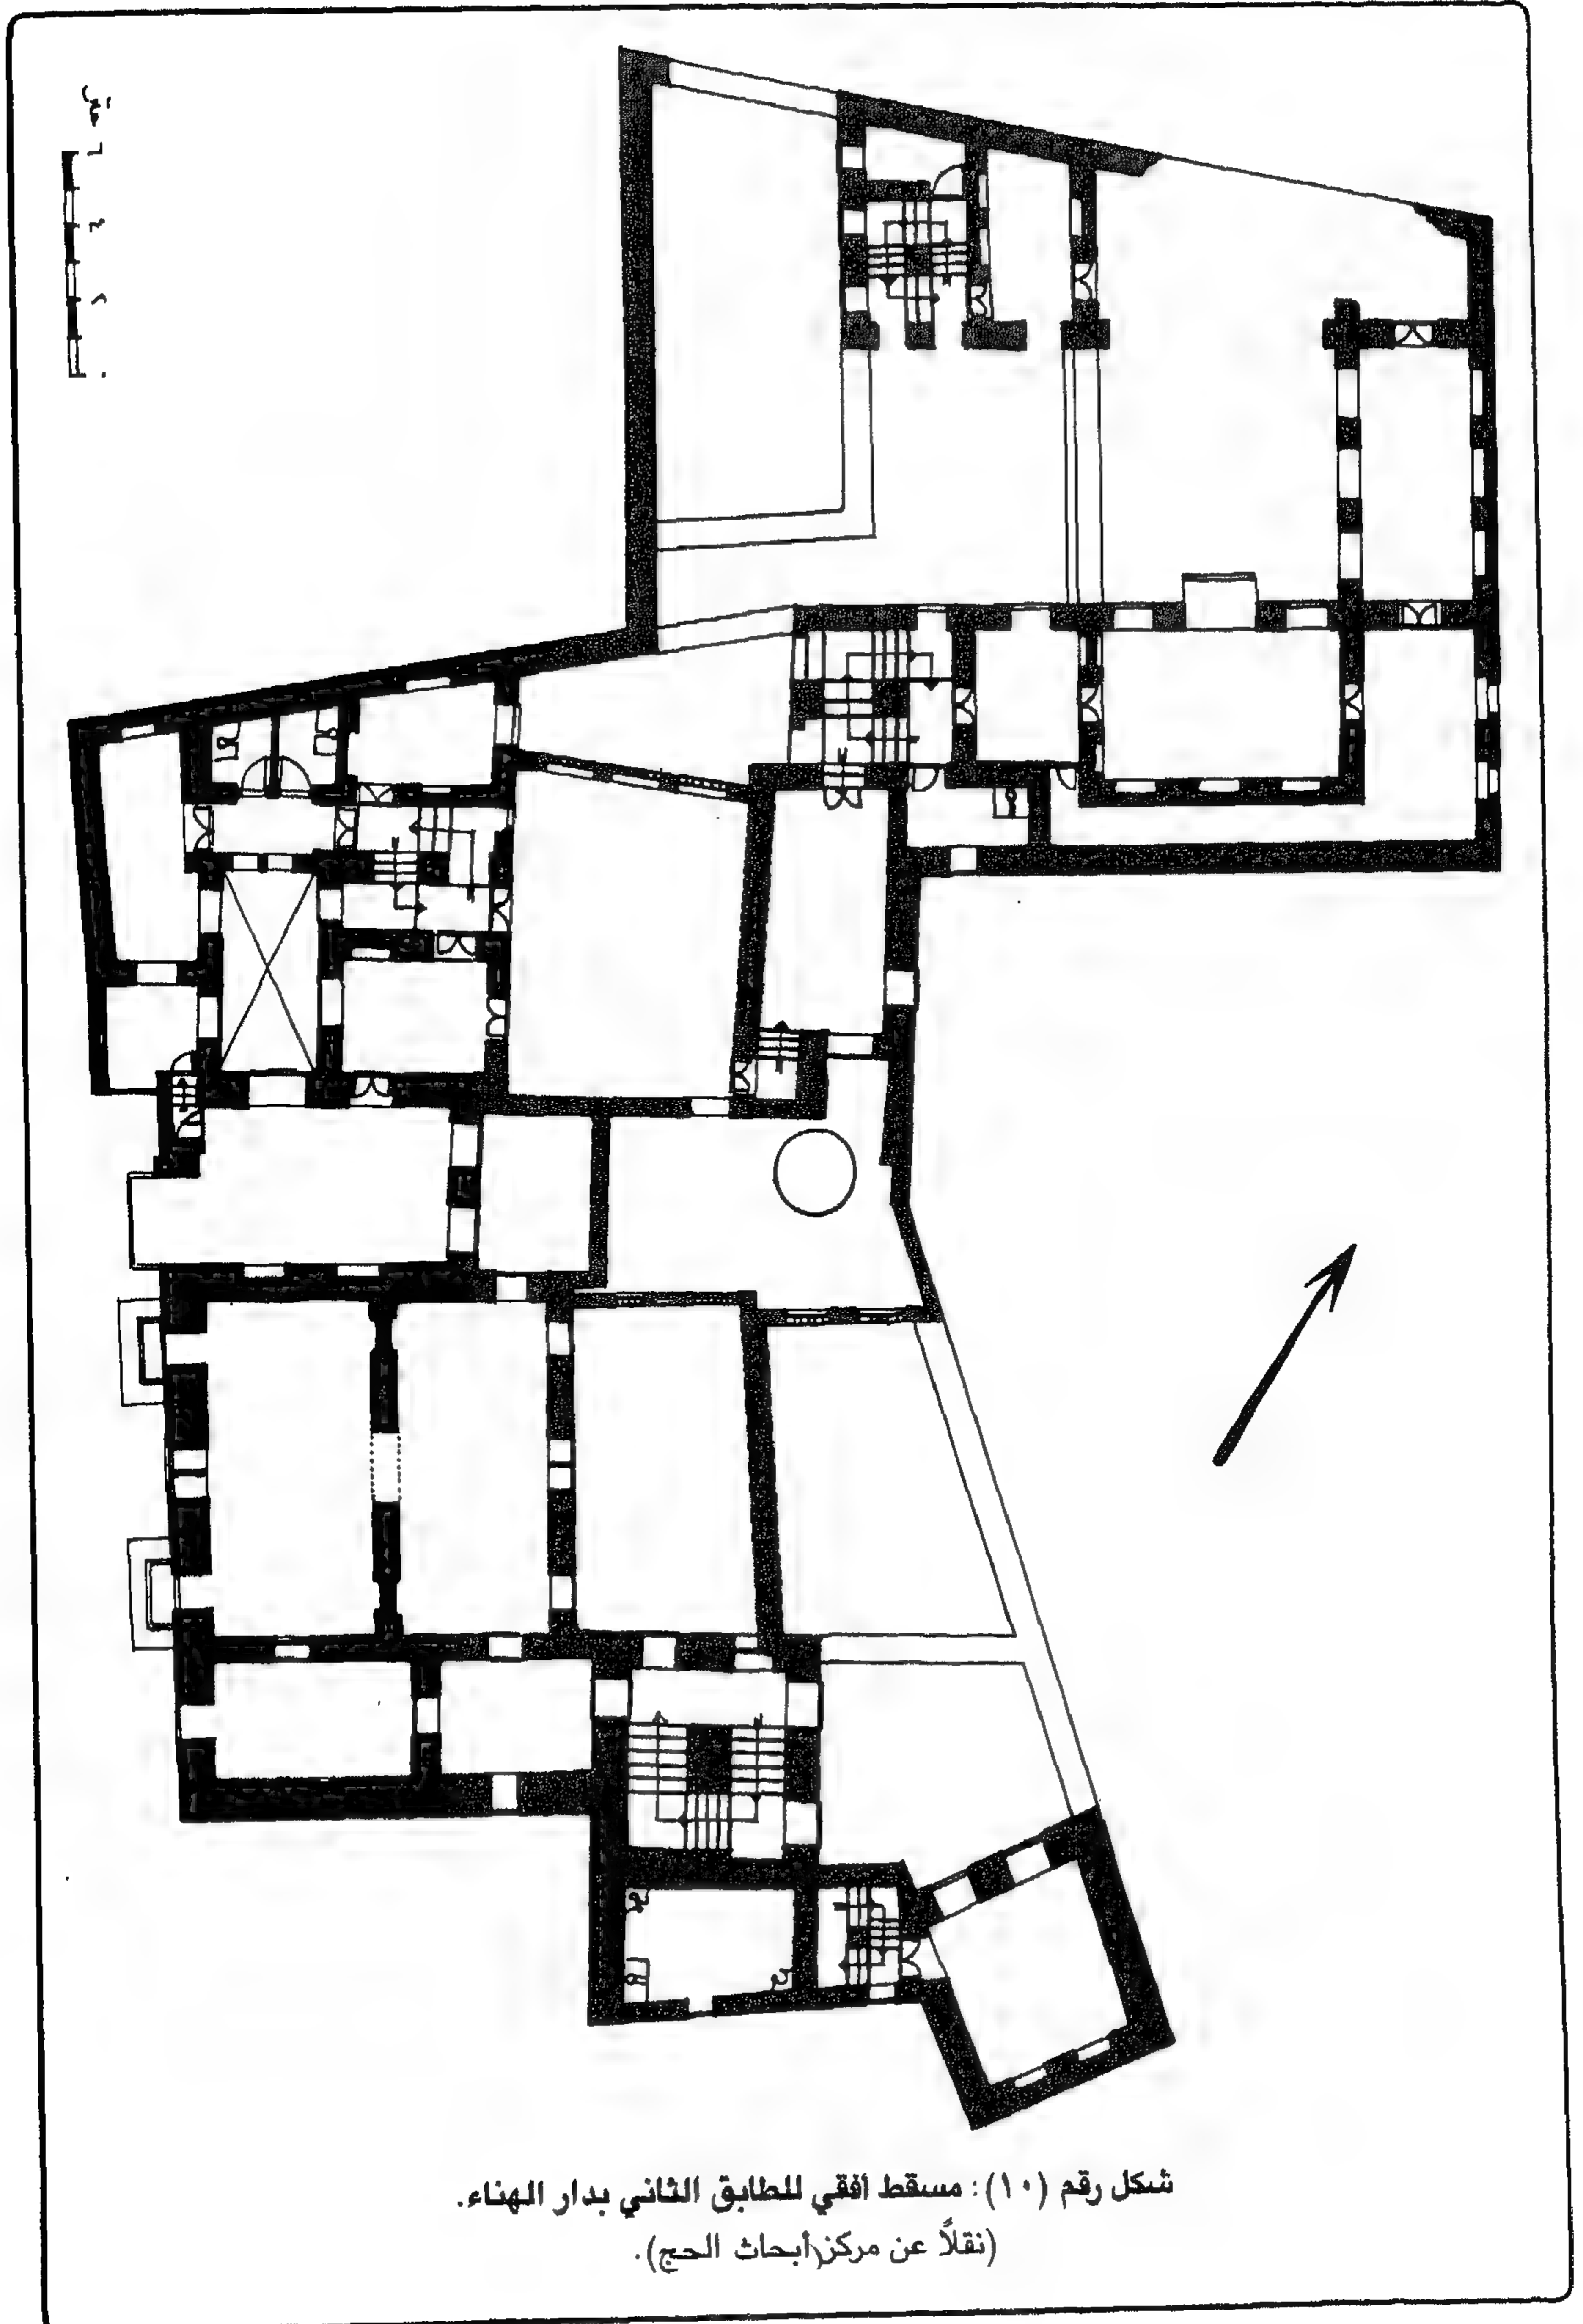 شكل رقم (١٠): مسقط أفقي للطابق الثاني بدار الهناء.
(نقلاً عن مركز أبحاث الحج).